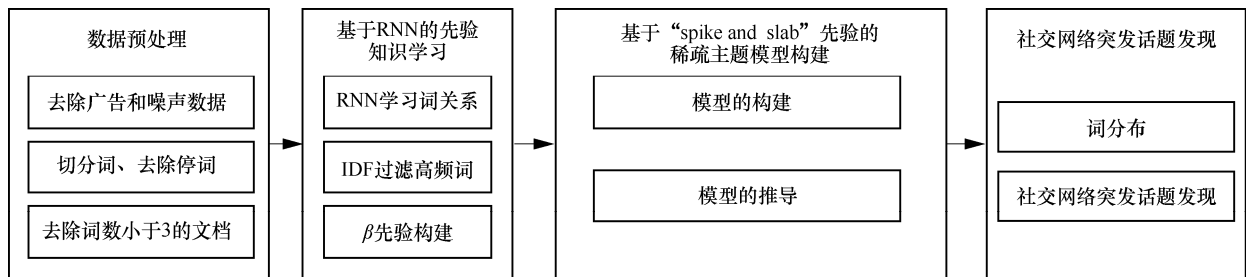 数据预处理
去除广告和噪声数据
切分词、去除停词
去除词数小于3的文档
基于RNN的先验
知识学习
RNN学习词关系
IDF过滤高频词
β先验构建
基于“spike and slab”先验的
稀疏主题模型构建
模型的构建
模型的推导
社交网络突发话题发现
词分布
社交网络突发话题发现